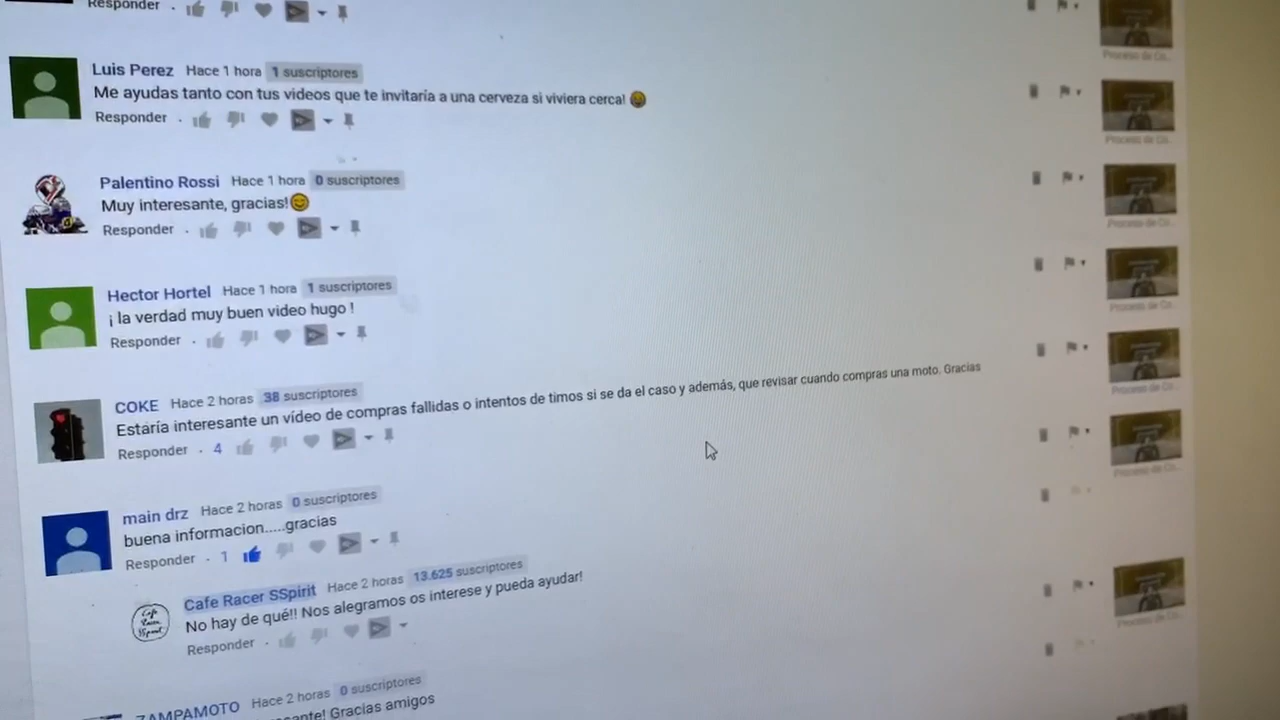 Responder
Luis Perez Hace 1 hora 1 suscriptores
Me ayudas tanto con tus videos que te invitaría a una cerveza si viviera cerca!
Responder
Palentino Rossi Hace 1 hora 0 suscriptores
Muy interesante, gracias!
Responder
Hector Hortel Hace 1 hora 1 suscriptores
¡ la verdad muy buen video hugo !
Responder
COKE Hace 2 horas 38 suscriptores
Estaría interesante un vídeo de compras fallidas o intentos de timos si se da el caso y además, que revisar cuando compras una moto. Gracias
Responder · 4
main drz Hace 2 horas 0 suscriptores
buena informacion.....gracias
Responder · 1
Cafe Racer SSpirit Hace 2 horas 13.625 suscriptores
No hay de qué!! Nos alegramos os interese y pueda ayudar!
Responder
ZAMPAMOTO Hace 2 horas 0 suscriptores
Gracias amigos